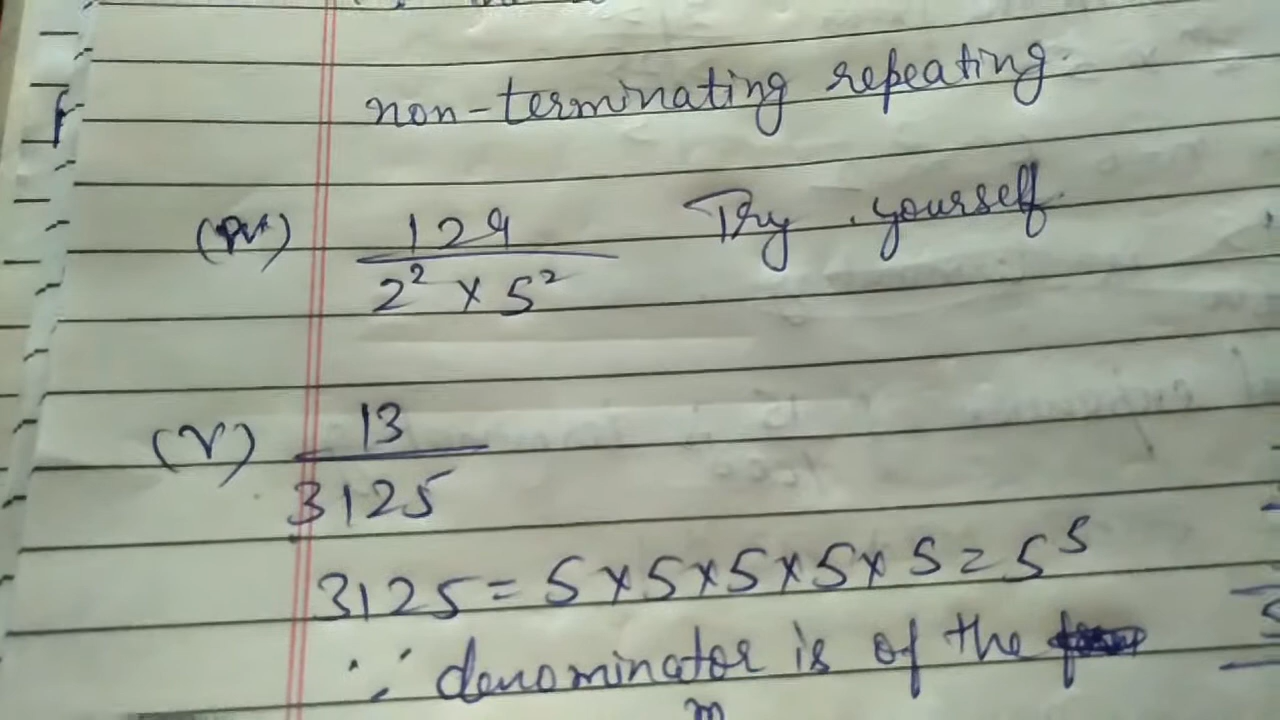 non-terminating repeating.
(iv) 129 / 2² × 5² Try yourself.
(V) 13 / 3125
3125 = 5 × 5 × 5 × 5 × 5 = 5⁵
∵ denominator is of the
m